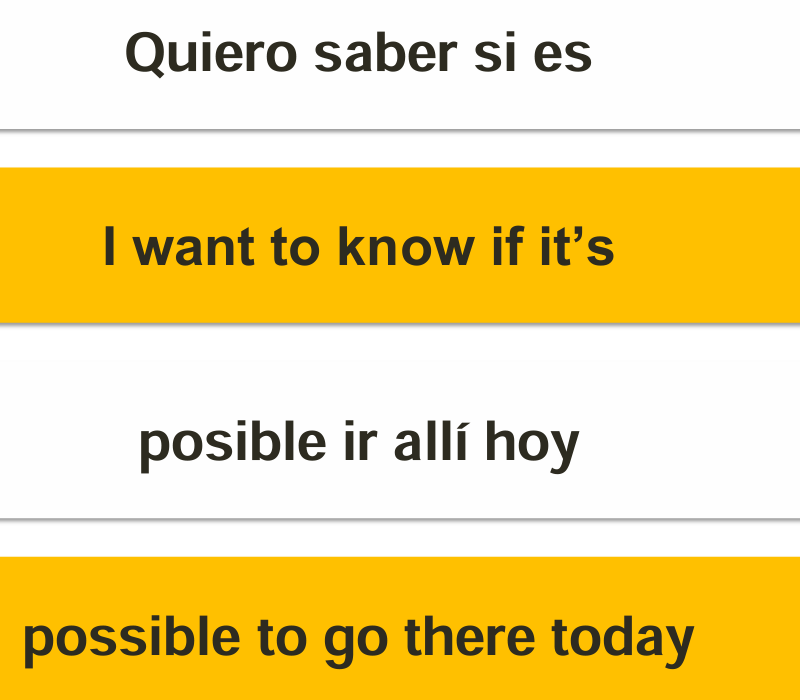 Quiero saber si es
I want to know if it’s
posible ir allí hoy
possible to go there today